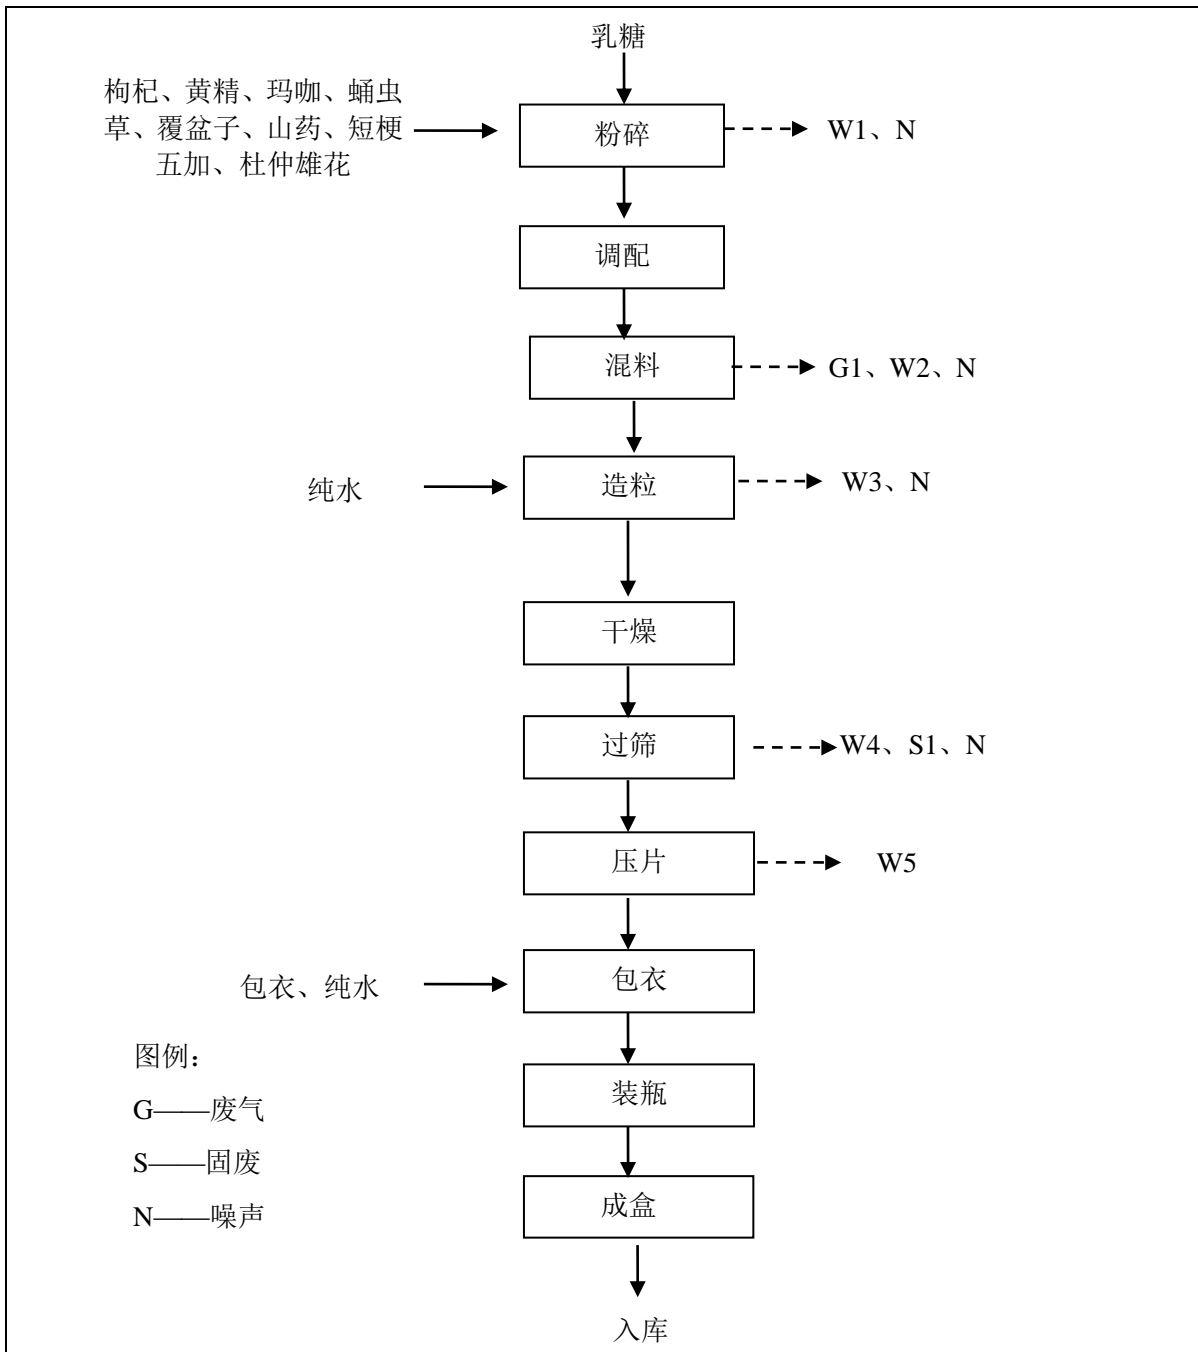 乳糖
枸杞、黄精、玛咖、蛹虫
草、覆盆子、山药、短梗
五加、杜仲雄花
粉碎
W1、N
调配
混料
G1、W2、N
纯水
造粒
W3、N
干燥
过筛
W4、S1、N
压片
W5
包衣、纯水
包衣
图例：
G——废气
S——固废
N——噪声
装瓶
成盒
入库